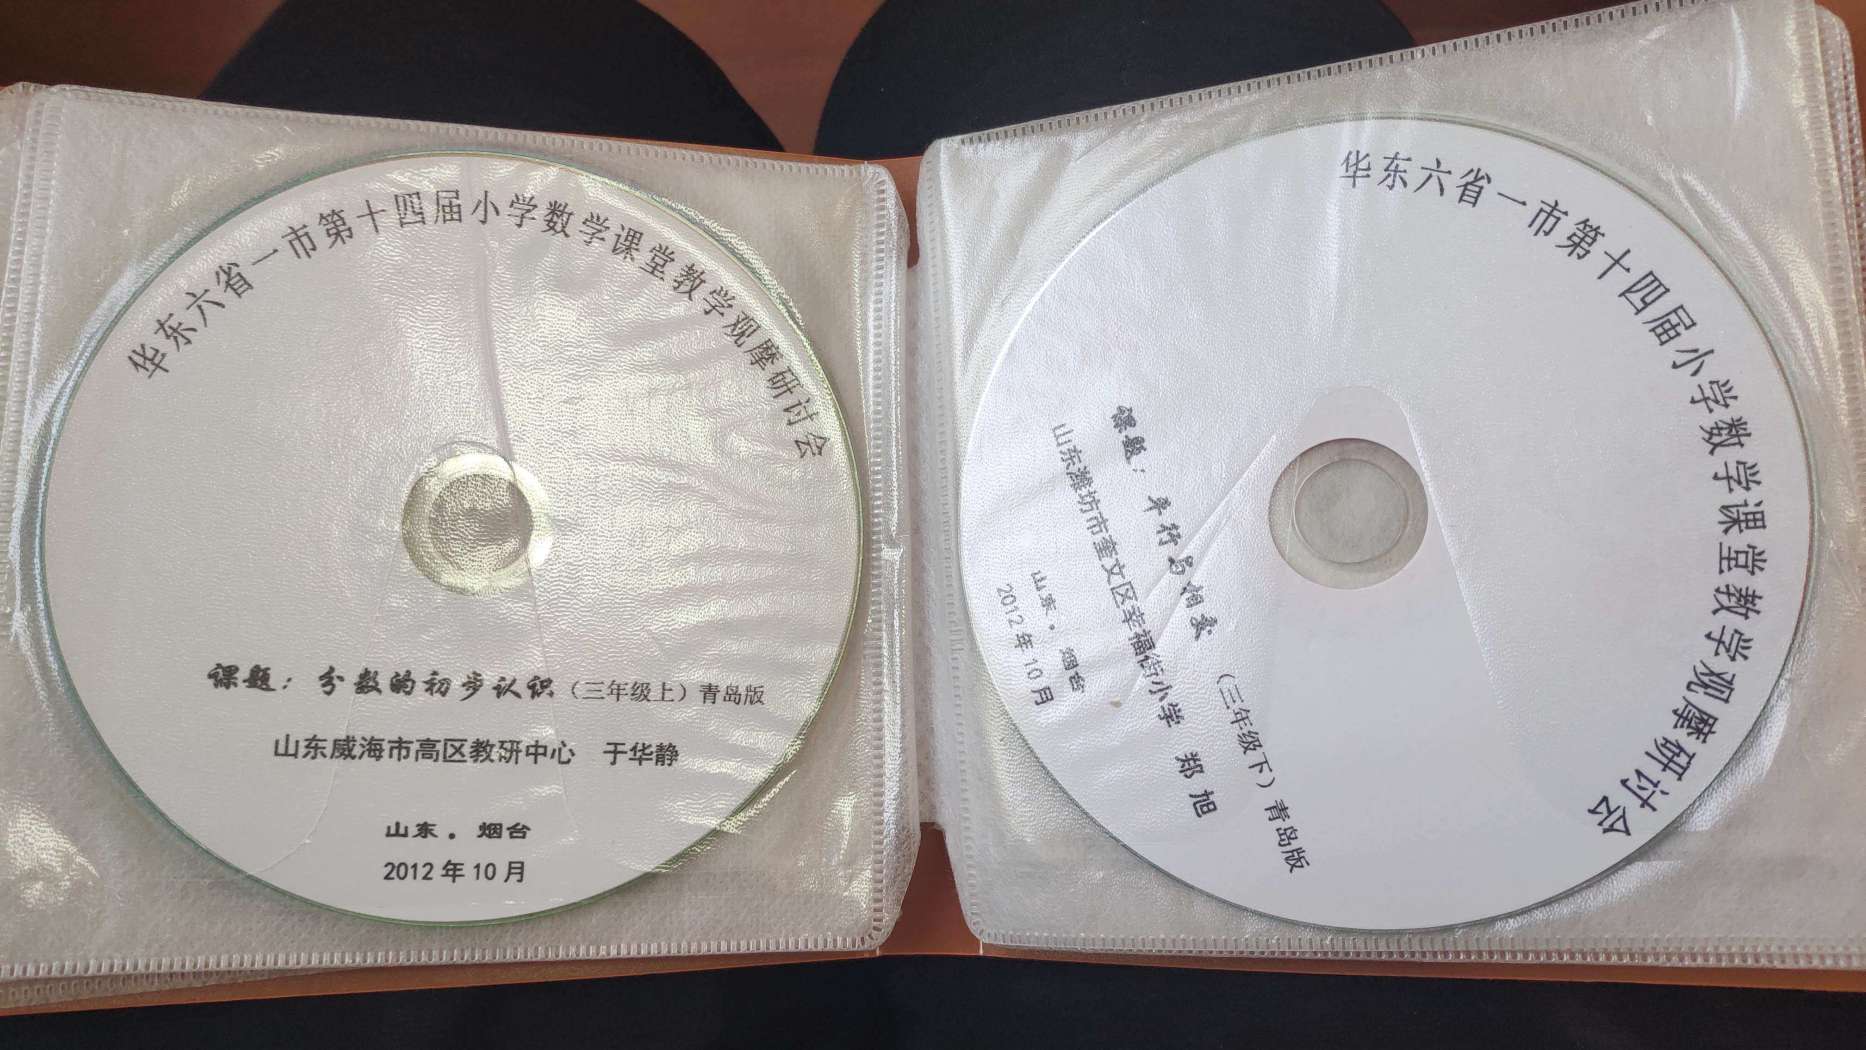 华东六省一市第十四届小学数学课堂教学观摩研讨会
课题：分数的初步认识（三年级上）青岛版
山东威海市高区教研中心 于华静
山东。烟台
2012年10月
华东六省一市第十四届小学数学课堂教学观摩研讨会
课题：平行与相交（三年级下）青岛版
山东潍坊市奎文区幸福街小学 郑旭
山东。烟台
2012年10月